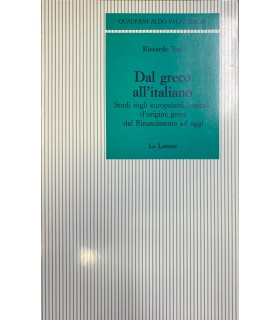 QUADERNI ALDO PALAZZESCHI
Riccardo
Dal greco
all'italiano
Studi sugli europeismi lessicali
d'origine greca
dal Rinascimento ad oggi
Le Lettere